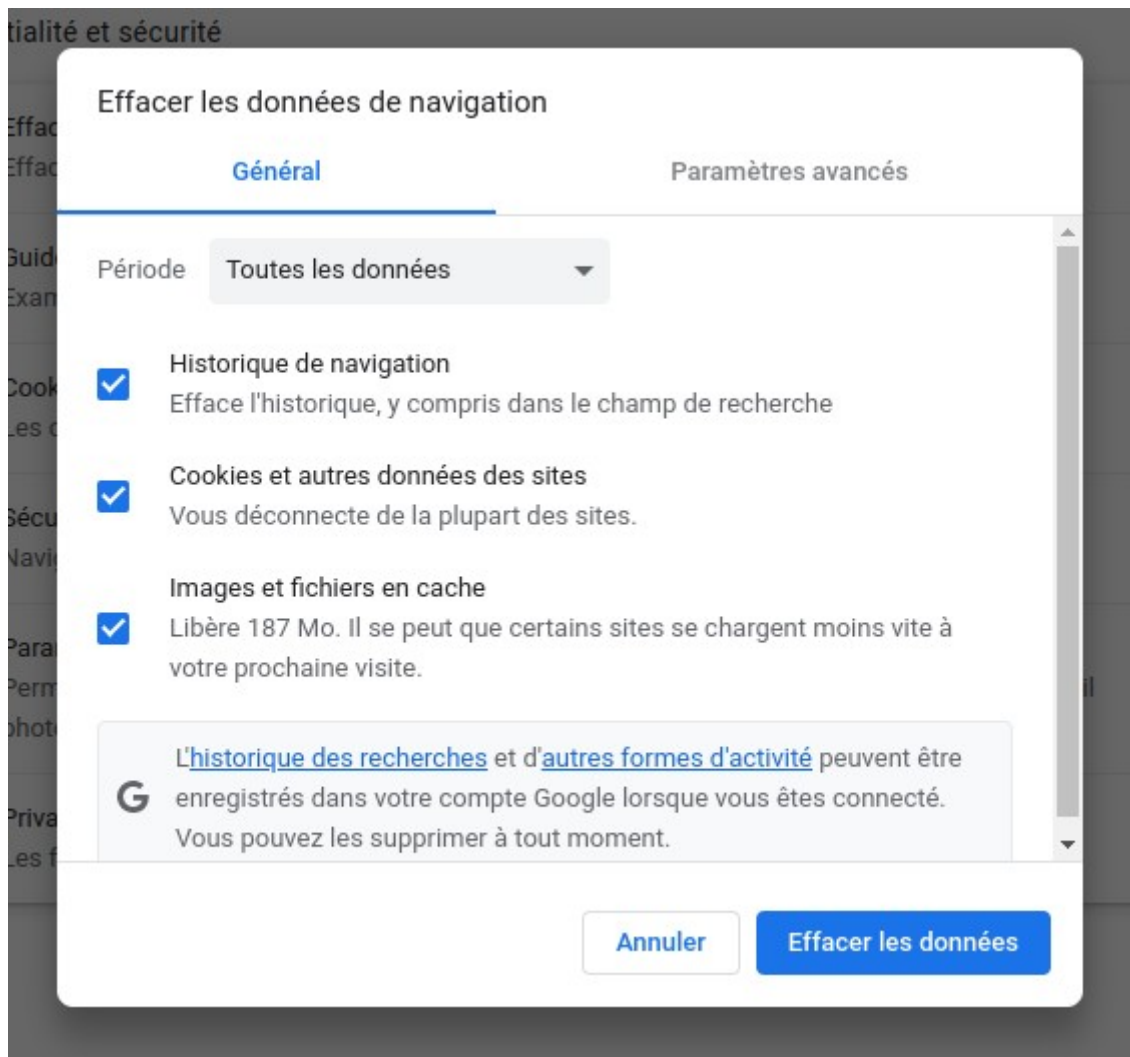 tialité et sécurité
Effacer les données de navigation
Général
Paramètres avancés
Période
Toutes les données
Historique de navigation
Efface l'historique, y compris dans le champ de recherche
Cookies et autres données des sites
Vous déconnecte de la plupart des sites.
Images et fichiers en cache
Libère 187 Mo. Il se peut que certains sites se chargent moins vite à
votre prochaine visite.
L'historique des recherches et d'autres formes d'activité peuvent être
enregistrés dans votre compte Google lorsque vous êtes connecté.
Vous pouvez les supprimer à tout moment.
Annuler
Effacer les données